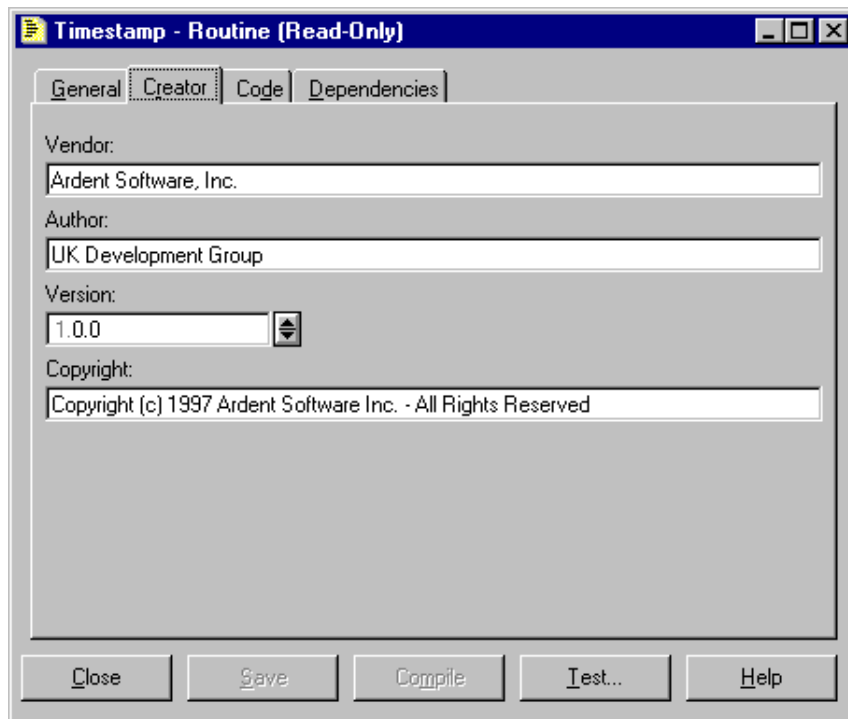 Timestamp - Routine (Read-Only)
General Creator Code Dependencies
Vendor:
Ardent Software, Inc.
Author:
UK Development Group
Version:
1.0.0
Copyright:
Copyright (c) 1997 Ardent Software Inc. - All Rights Reserved
Close Save Compile Test... Help